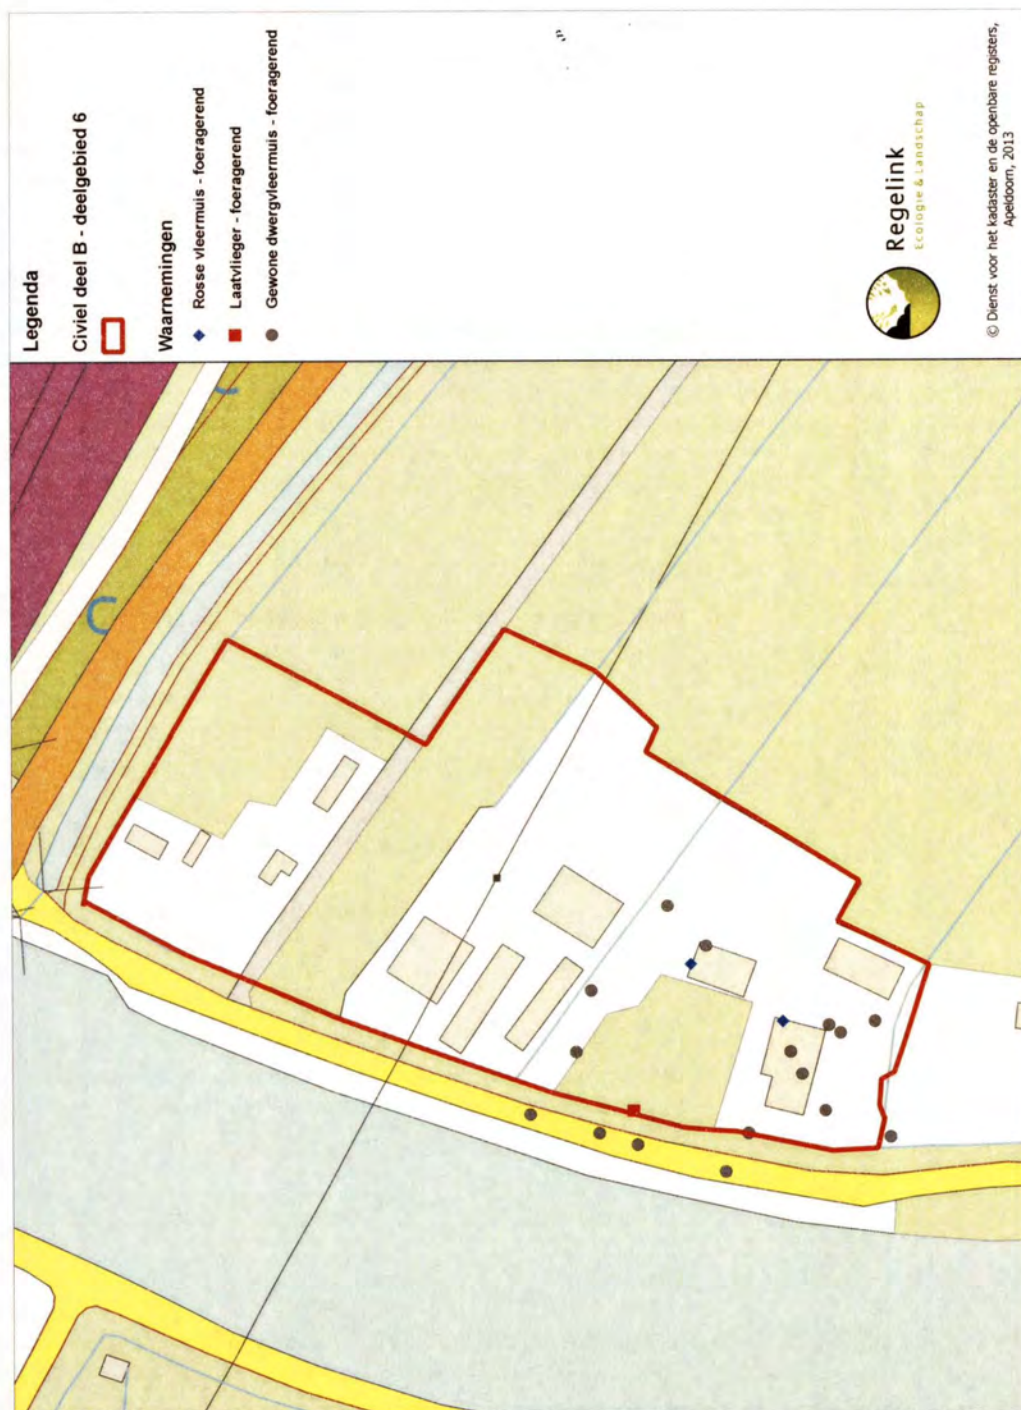 Legenda
Civiel deel B - deelgebied 6
Waarnemingen
Rosse vleermuis - foeragerend
Laatvlieger - foeragerend
Gewone dwergvleermuis - foeragerend
Regelink
Ecologie & Landschap
© Dienst voor het kadaster en de openbare registers,
Apeldoorn, 2013